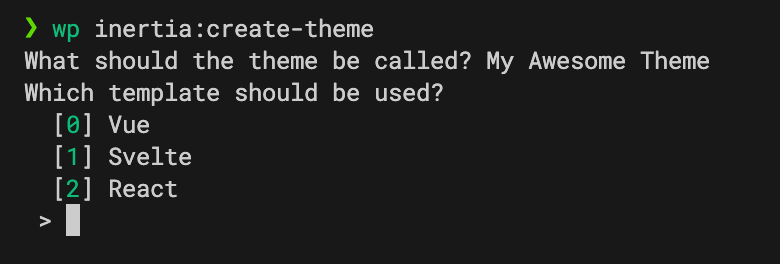 ❯ wp inertia:create-theme
What should the theme be called? My Awesome Theme
Which template should be used?
[0] Vue
[1] Svelte
[2] React
>